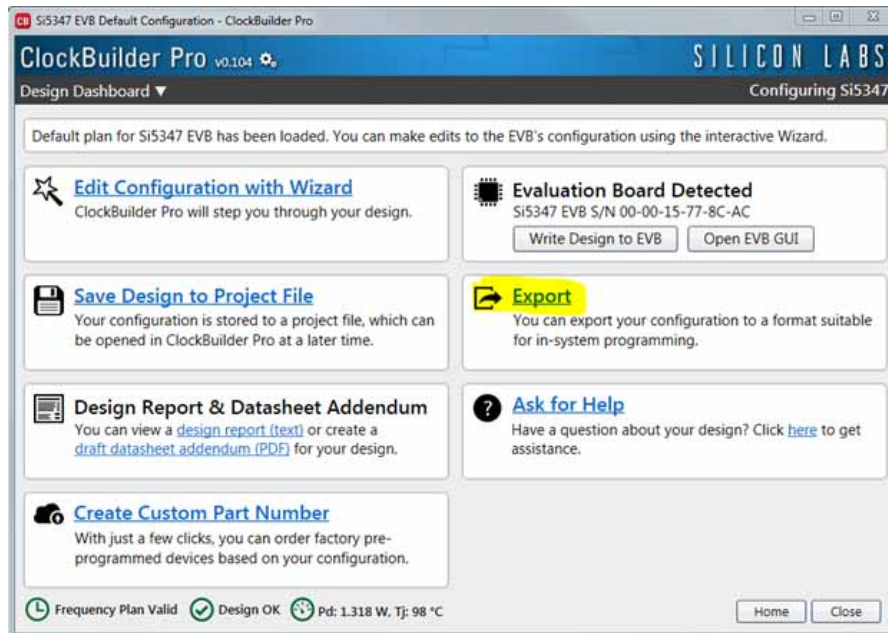 CB Si5347 EVB Default Configuration - ClockBuilder Pro
ClockBuilder Pro v0.104
SILICON LABS
Design Dashboard ▼
Configuring Si5347
Default plan for Si5347 EVB has been loaded. You can make edits to the EVB's configuration using the interactive Wizard.
Edit Configuration with Wizard
ClockBuilder Pro will step you through your design.
Evaluation Board Detected
Si5347 EVB S/N 00-00-15-77-8C-AC
Write Design to EVB
Open EVB GUI
Save Design to Project File
Your configuration is stored to a project file, which can
be opened in ClockBuilder Pro at a later time.
Export
You can export your configuration to a format suitable
for in-system programming.
Design Report & Datasheet Addendum
You can view a design report (text) or create a
draft datasheet addendum (PDF) for your design.
? Ask for Help
Have a question about your design? Click here to get
assistance.
Create Custom Part Number
With just a few clicks, you can order factory pre-
programmed devices based on your configuration.
Frequency Plan Valid
Design OK
Pd: 1.318 W, Tj: 98 °C
Home
Close